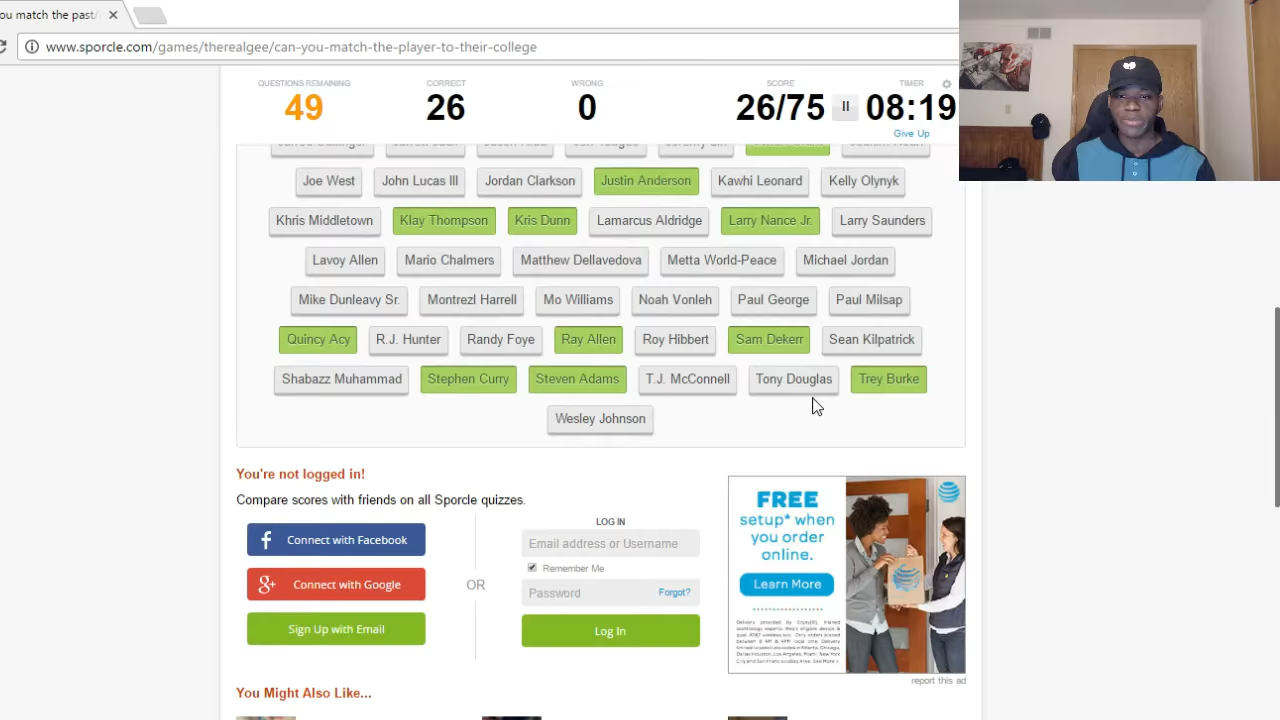 ou match the past/
www.sporcle.com/games/therealgee/can-you-match-the-player-to-their-college
QUESTIONS REMAINING CORRECT WRONG SCORE TIMER
49 26 0 26/75 08:19
Give Up
Joe West John Lucas III Jordan Clarkson Justin Anderson Kawhi Leonard Kelly Olynyk
Khris Middletown Klay Thompson Kris Dunn Lamarcus Aldridge Larry Nance Jr. Larry Saunders
Lavoy Allen Mario Chalmers Matthew Dellavedova Metta World-Peace Michael Jordan
Mike Dunleavy Sr. Montrezl Harrell Mo Williams Noah Vonleh Paul George Paul Milsap
Quincy Acy R.J. Hunter Randy Foye Ray Allen Roy Hibbert Sam Dekerr Sean Kilpatrick
Shabazz Muhammad Stephen Curry Steven Adams T.J. McConnell Tony Douglas Trey Burke
Wesley Johnson
You're not logged in!
Compare scores with friends on all Sporcle quizzes.
Connect with Facebook
Connect with Google
Sign Up with Email
OR
LOG IN
Email address or Username
Remember Me
Password Forgot?
Log In
FREE
setup* when
you order
online.
Learn More
report this ad
You Might Also Like...